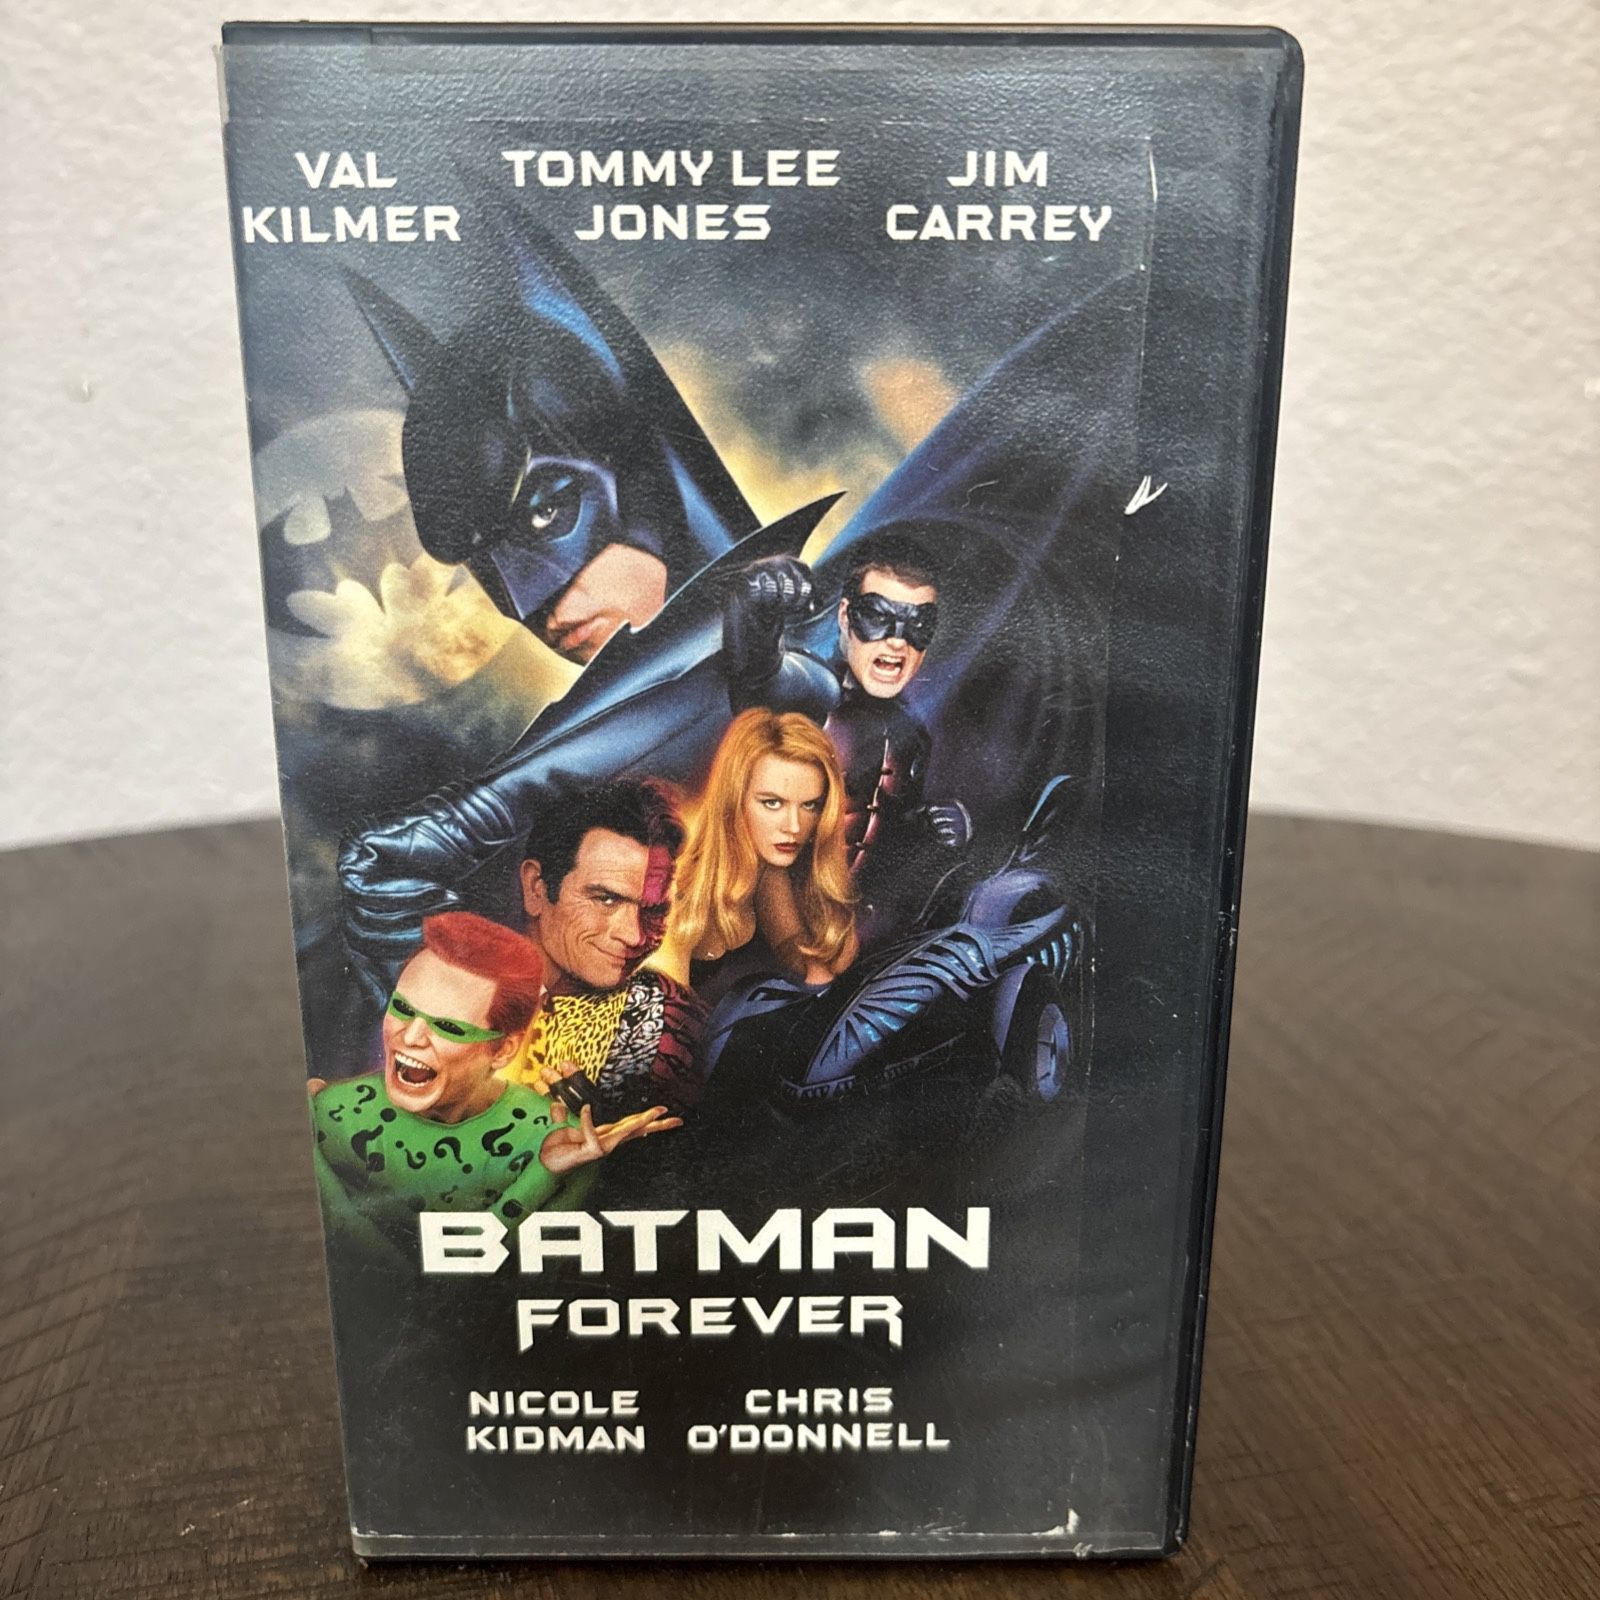 VAL TOMMY LEE JIM
KILMER JONES CARREY
BATMAN
FOREVER
NICOLE CHRIS
KIDMAN O'DONNELL